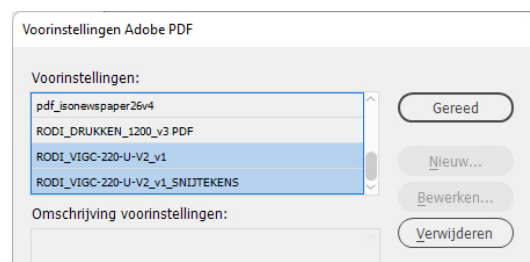 Voorinstellingen Adobe PDF
Voorinstellingen:
pdf_isonewspaper26v4
RODI_DRUKKEN_1200_v3 PDF
RODI_VIGC-220-U-V2_v1
RODI_VIGC-220-U-V2_v1_SNIJTEKENS
Omschrijving voorinstellingen:
Gereed
Nieuw...
Bewerken...
Verwijderen